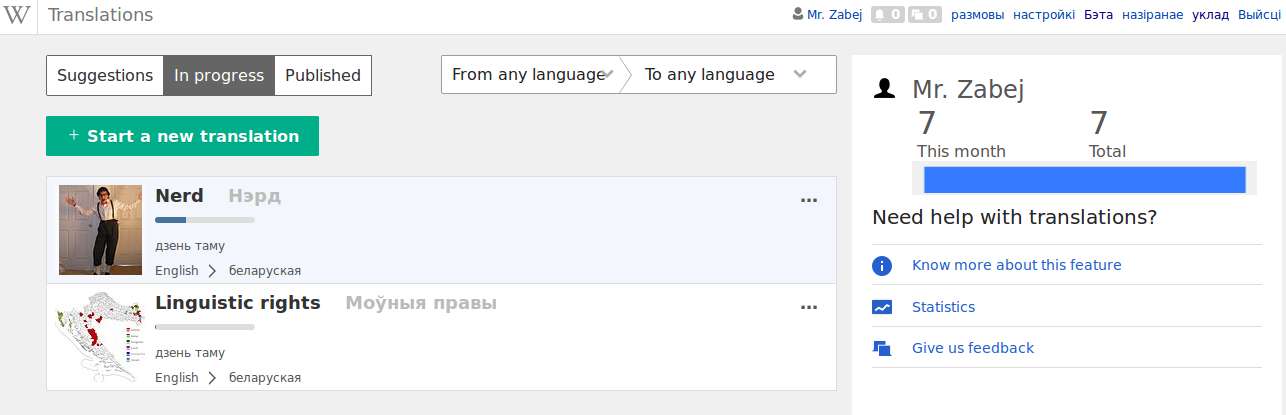 W Translations Mr. Zabej 0 0 размовы настройкі Бэта назіранае уклад Выйсці
Suggestions In progress Published
From any language To any language
+ Start a new translation
Nerd Нэрд ...
дзень таму
English беларуская
Linguistic rights Моўныя правы ...
дзень таму
English беларуская
Mr. Zabej
7 7
This month Total
Need help with translations?
Know more about this feature
Statistics
Give us feedback